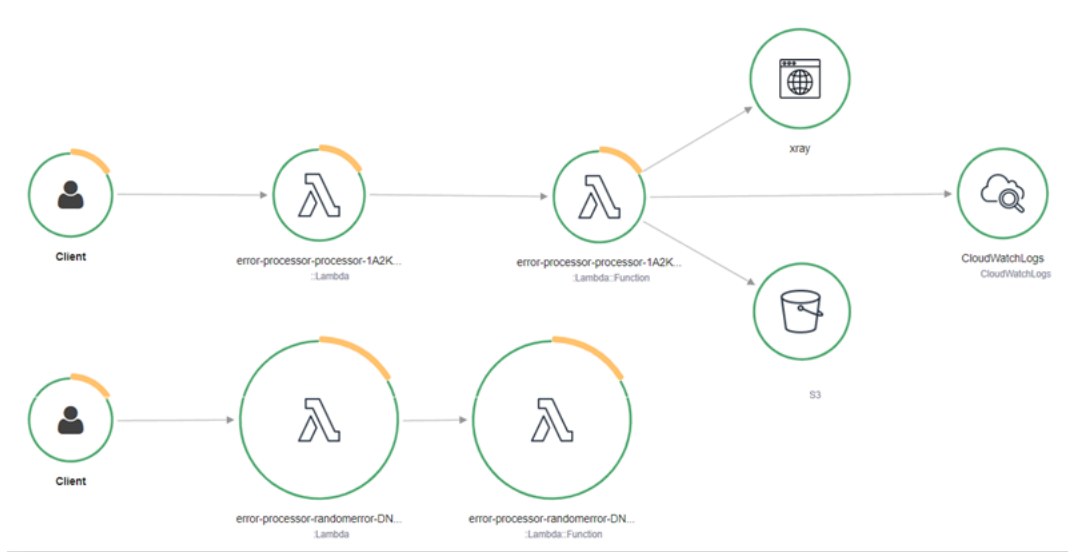 xray
Client
error-processor-processor-1A2K...
::Lambda
error-processor-processor-1A2K...
:Lambda::Function
CloudWatchLogs
CloudWatchLogs
S3
Client
error-processor-randomerror-DN...
:Lambda
error-processor-randomerror-DN...
:Lambda::Function